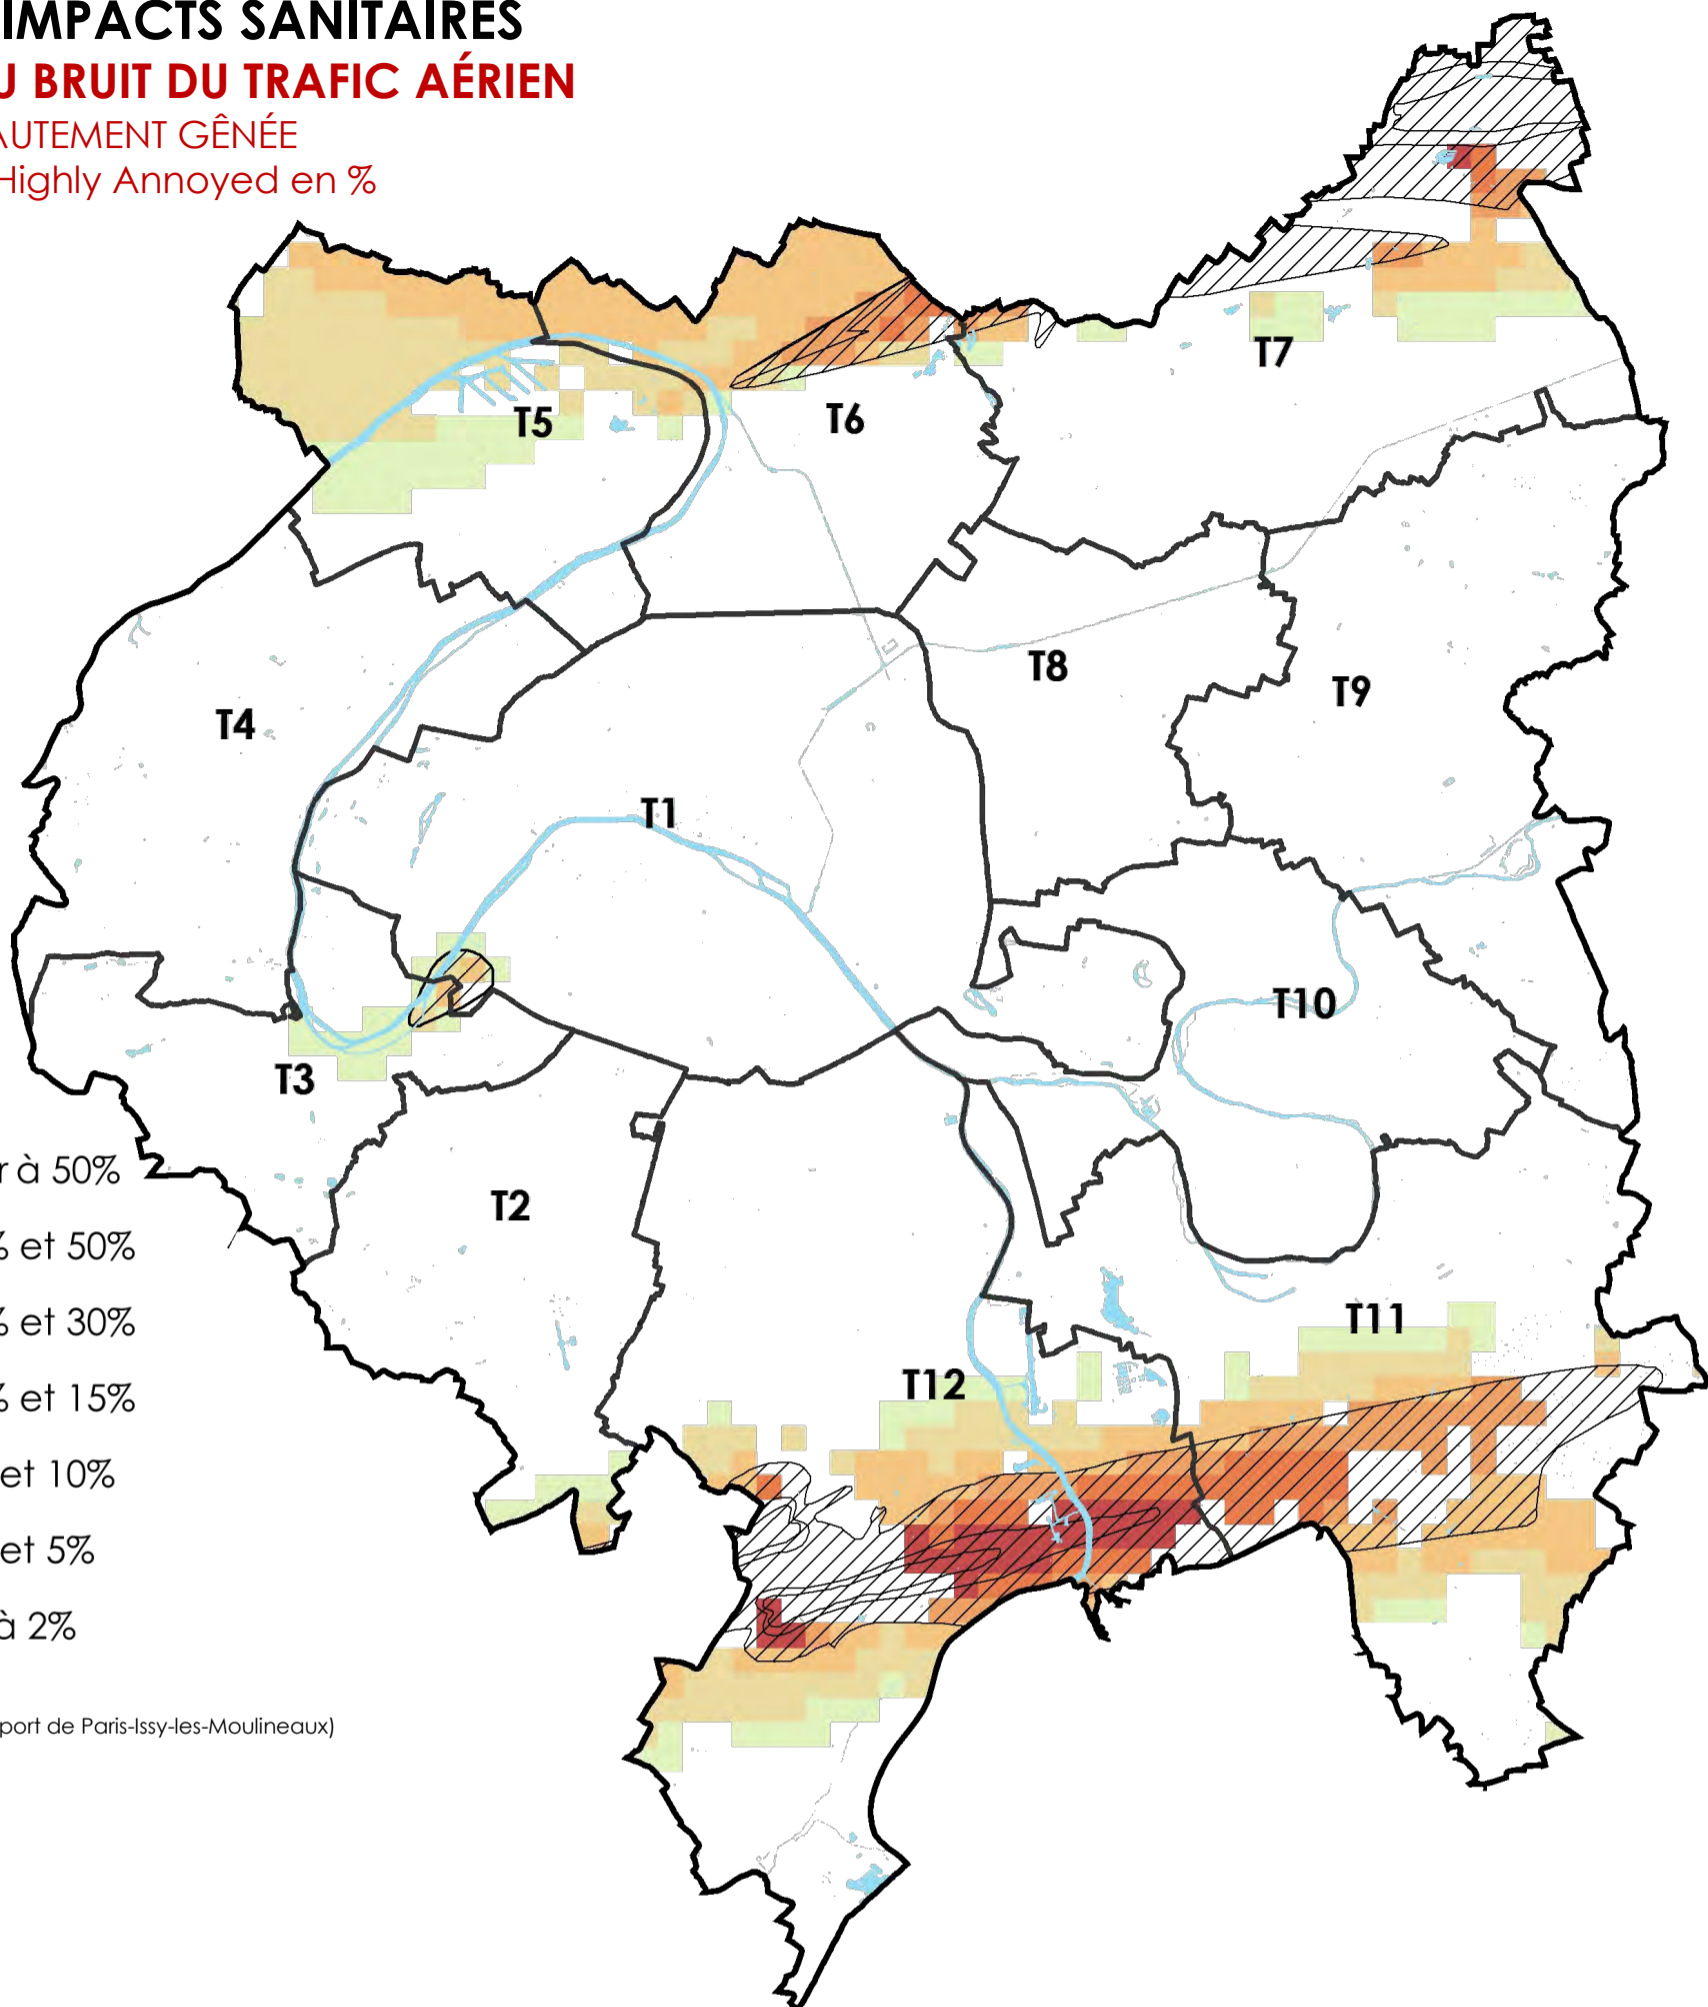 IMPACTS SANITAIRES
U BRUIT DU TRAFIC AÉRIEN
AUTEMENT GÊNÉE
Highly Annoyed en %
T7
T5
T6
T8
T9
T4
T1
T10
T3
r à 50%
T2
% et 50%
T11
% et 30%
T12
% et 15%
et 10%
et 5%
à 2%
port de Paris-Issy-les-Moulineaux)